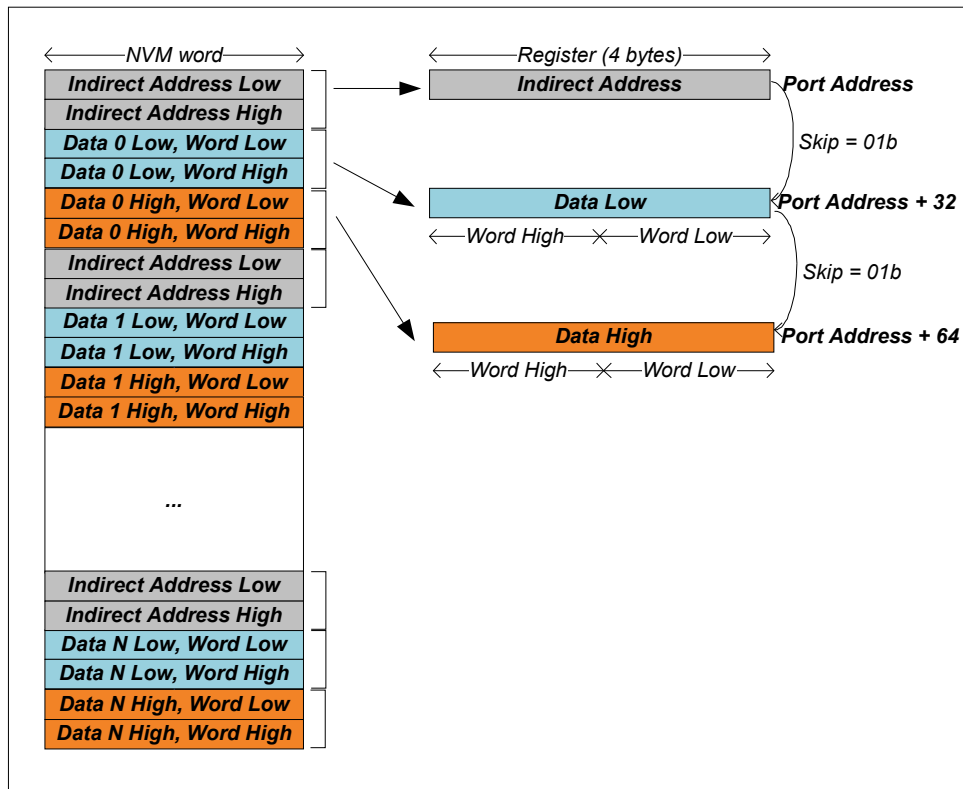 NVM word
Indirect Address Low
Indirect Address High
Data 0 Low, Word Low
Data 0 Low, Word High
Data 0 High, Word Low
Data 0 High, Word High
Indirect Address Low
Indirect Address High
Data 1 Low, Word Low
Data 1 Low, Word High
Data 1 High, Word Low
Data 1 High, Word High
...
Indirect Address Low
Indirect Address High
Data N Low, Word Low
Data N Low, Word High
Data N High, Word Low
Data N High, Word High
Register (4 bytes)
Indirect Address
Port Address
Skip = 01b
Data Low
Port Address + 32
Word High
Word Low
Skip = 01b
Data High
Port Address + 64
Word High
Word Low